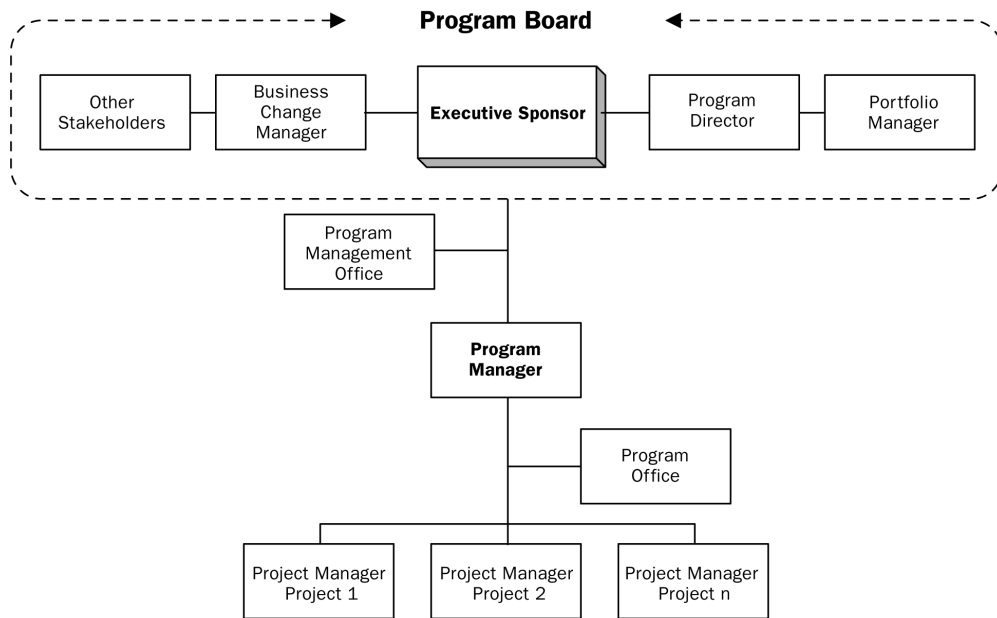 Program Board
Other
Stakeholders
Business
Change
Manager
Executive Sponsor
Program
Director
Portfolio
Manager
Program
Management
Office
Program
Manager
Program
Office
Project Manager
Project 1
Project Manager
Project 2
Project Manager
Project n